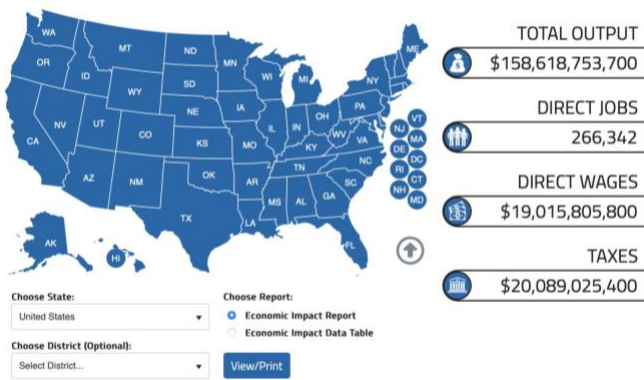 WA
MT
ND
MN
ME
OR
ID
SD
WI
MI
NY
WY
NE
IA
PA
NV
UT
CO
KS
MO
IL
IN
OH
WV
VA
KY
CA
AZ
NM
OK
AR
TN
NC
SC
TX
LA
MS
AL
GA
FL
AK
HI
VT
NJ
MA
DE
DC
RI
CT
NH
MD
TOTAL OUTPUT
$158,618,753,700
DIRECT JOBS
266,342
DIRECT WAGES
$19,015,805,800
TAXES
$20,089,025,400
Choose State:
United States
Choose District (Optional):
Select District...
Choose Report:
Economic Impact Report
Economic Impact Data Table
View/Print